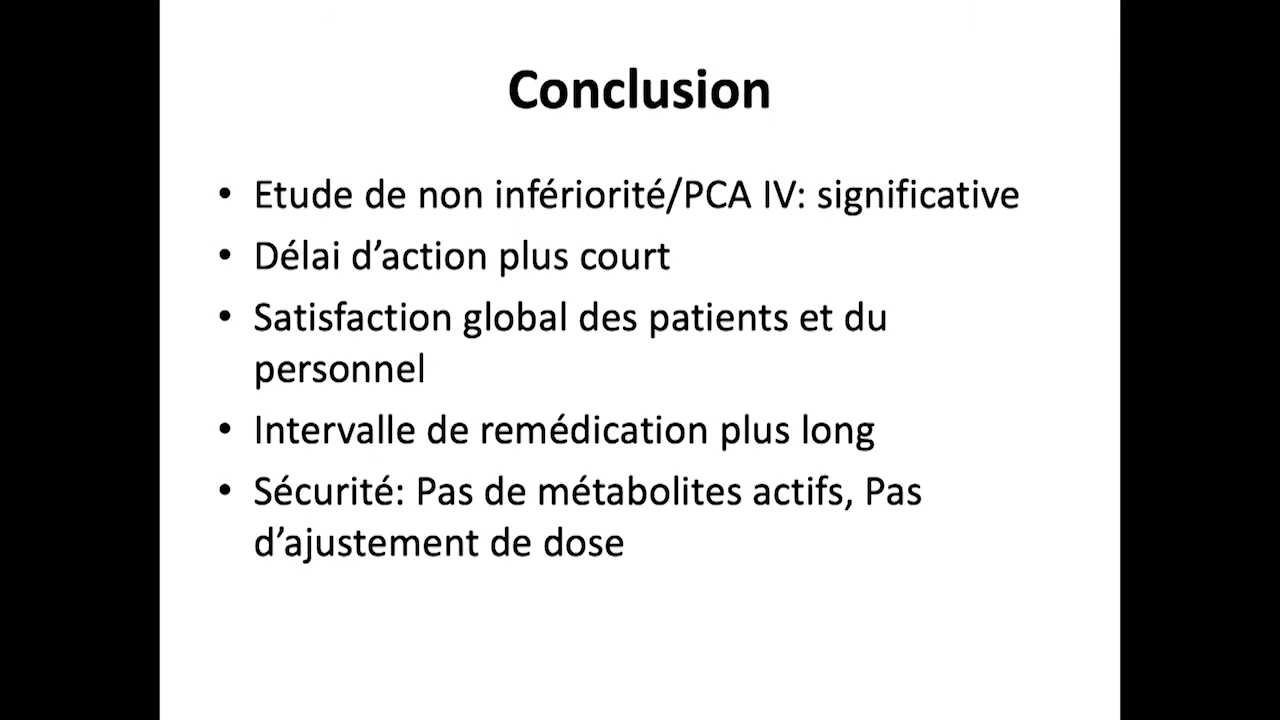 Conclusion
• Etude de non infériorité/PCA IV: significative
• Délai d’action plus court
• Satisfaction global des patients et du
personnel
• Intervalle de remédication plus long
• Sécurité: Pas de métabolites actifs, Pas
d’ajustement de dose